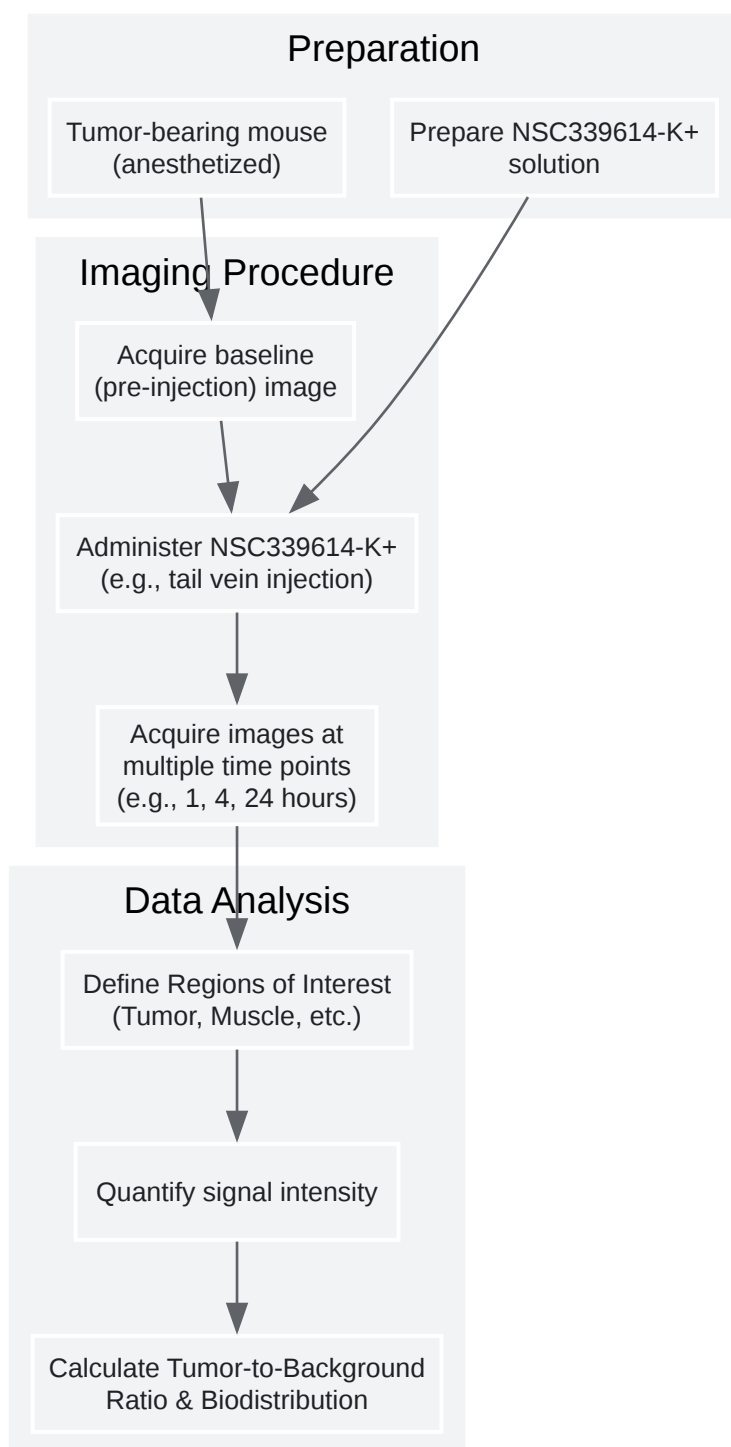 Preparation
Tumor-bearing mouse
(anesthetized)
Prepare NSC339614-K+
solution
Imaging Procedure
Acquire baseline
(pre-injection) image
Administer NSC339614-K+
(e.g., tail vein injection)
Acquire images at
multiple time points
(e.g., 1, 4, 24 hours)
Data Analysis
Define Regions of Interest
(Tumor, Muscle, etc.)
Quantify signal intensity
Calculate Tumor-to-Background
Ratio & Biodistribution